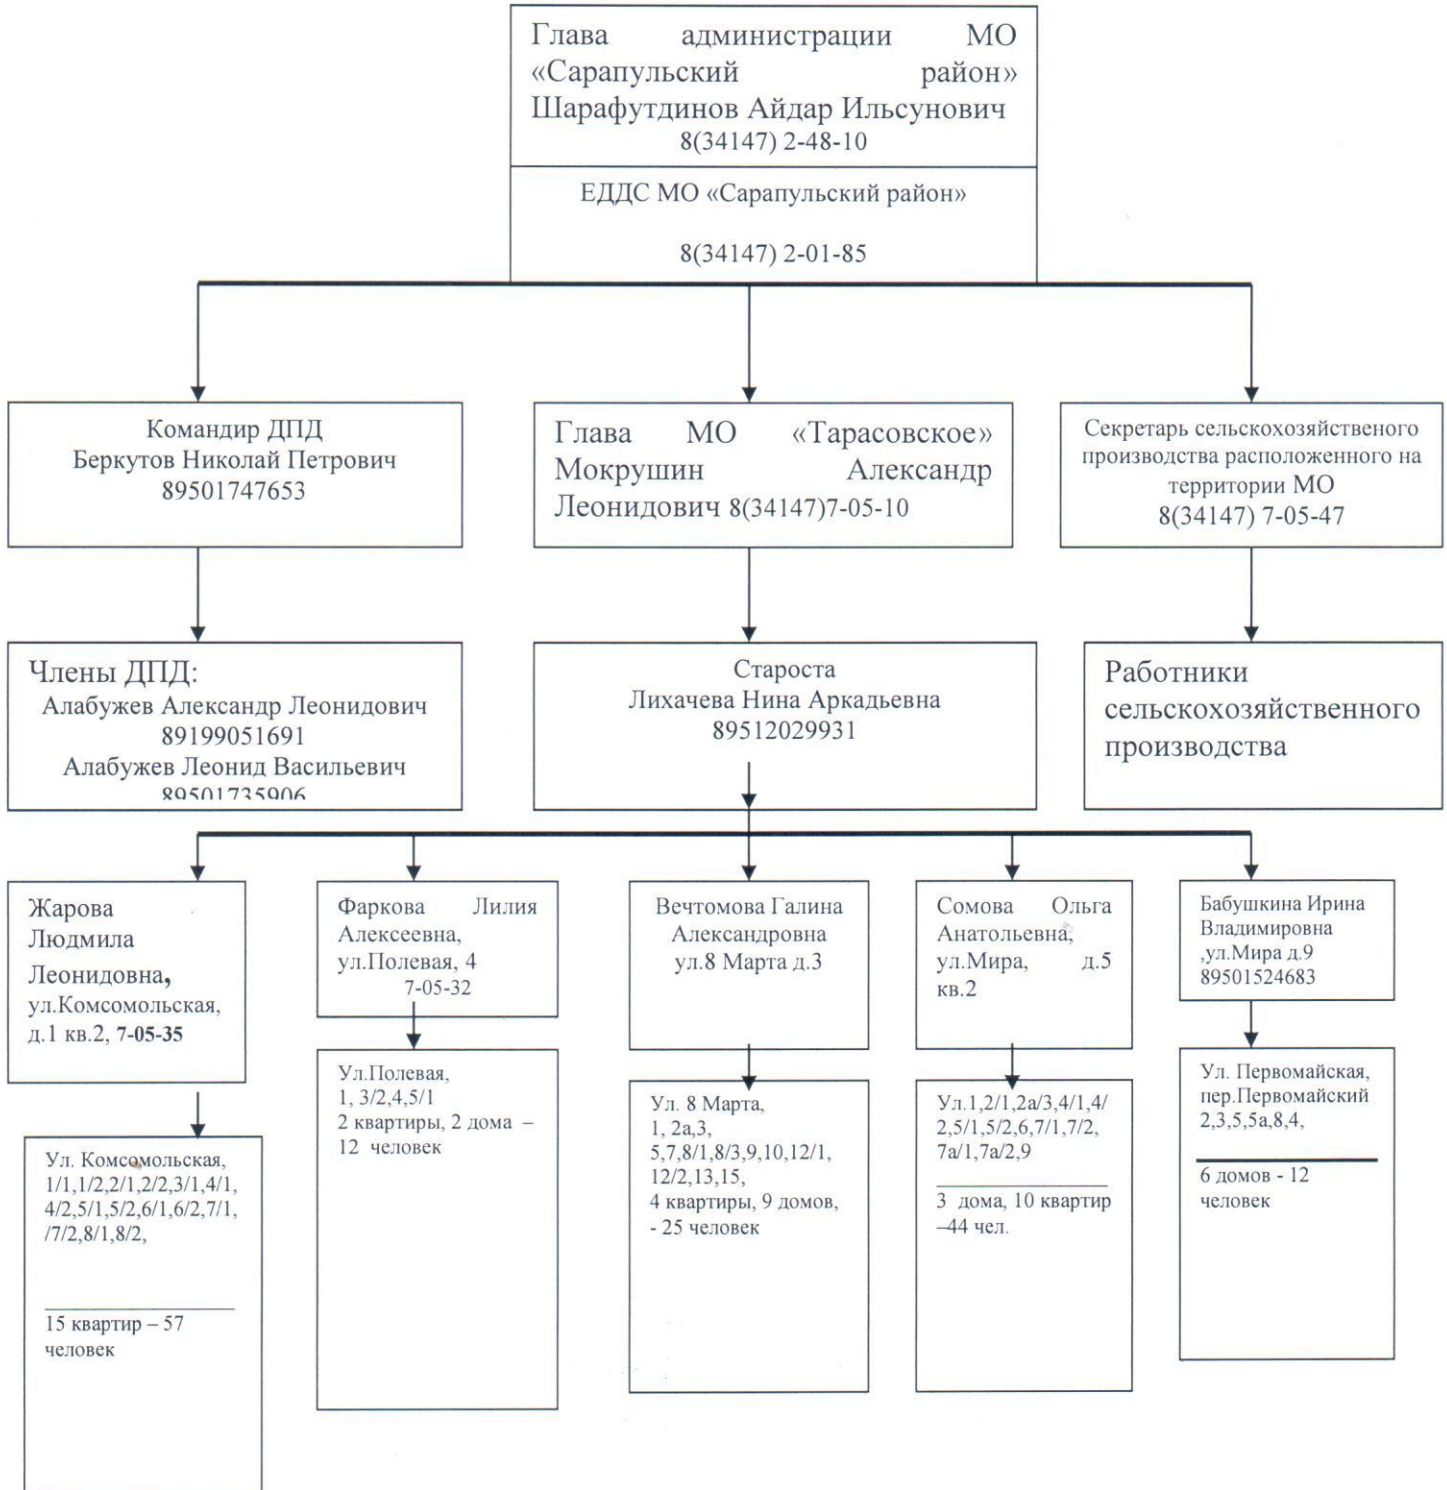 Глава администрации МО
«Сарапульский район»
Шарафутдинов Айдар Ильсунович
8(34147) 2-48-10
ЕДДС МО «Сарапульский район»
8(34147) 2-01-85
Командир ДПД
Беркутов Николай Петрович
89501747653
Глава МО «Тарасовское»
Мокрушин Александр
Леонидович 8(34147)7-05-10
Секретарь сельскохозяйственого
производства расположенного на
территории МО
8(34147) 7-05-47
Члены ДПД:
Алабужев Александр Леонидович
89199051691
Алабужев Леонид Васильевич
89501735906
Староста
Лихачева Нина Аркадьевна
89512029931
Работники
сельскохозяйственного
производства
Жарова
Людмила
Леонидовна,
ул.Комсомольская,
д.1 кв.2, 7-05-35
Фаркова Лилия
Алексеевна,
ул.Полевая, 4
7-05-32
Вечтомова Галина
Александровна
ул.8 Марта д.3
Сомова Ольга
Анатольевна,
ул.Мира, д.5
кв.2
Бабушкина Ирина
Владимировна
,ул.Мира д.9
89501524683
Ул. Комсомольская,
1/1,1/2,2/1,2/2,3/1,4/1,
4/2,5/1,5/2,6/1,6/2,7/1,
/7/2,8/1,8/2,
15 квартир – 57
человек
Ул.Полевая,
1, 3/2,4,5/1
2 квартиры, 2 дома –
12 человек
Ул. 8 Марта,
1, 2а,3,
5,7,8/1,8/3,9,10,12/1,
12/2,13,15,
4 квартиры, 9 домов,
- 25 человек
Ул.1,2/1,2а/3,4/1,4/
2,5/1,5/2,6,7/1,7/2,
7а/1,7а/2,9
3 дома, 10 квартир
–44 чел.
Ул. Первомайская,
пер.Первомайский
2,3,5,5а,8,4,
6 домов - 12
человек